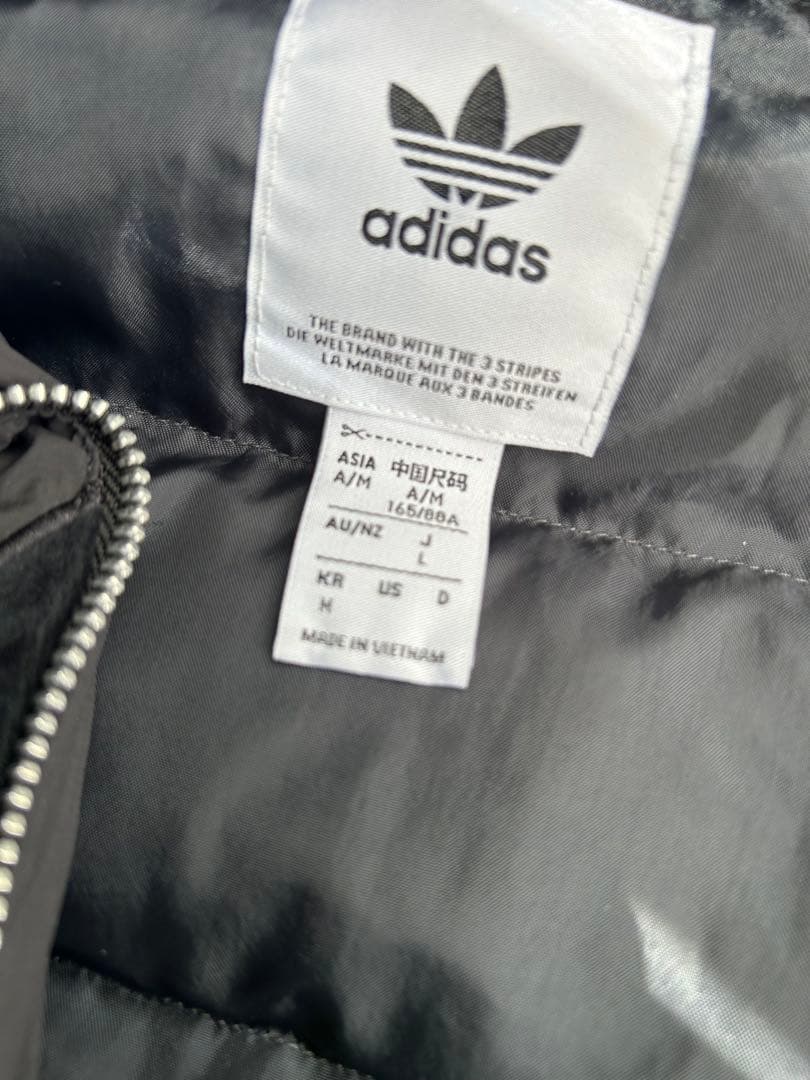 adidas
THE BRAND WITH THE 3 STRIPES
DIE WELTMARKE MIT DEN 3 STREIFEN
LA MARQUE AUX 3 BANDES
ASIA 中国尺码
A/M A/M
165/88A
AU/NZ J
L
KR US D
M
MADE IN VIETNAM